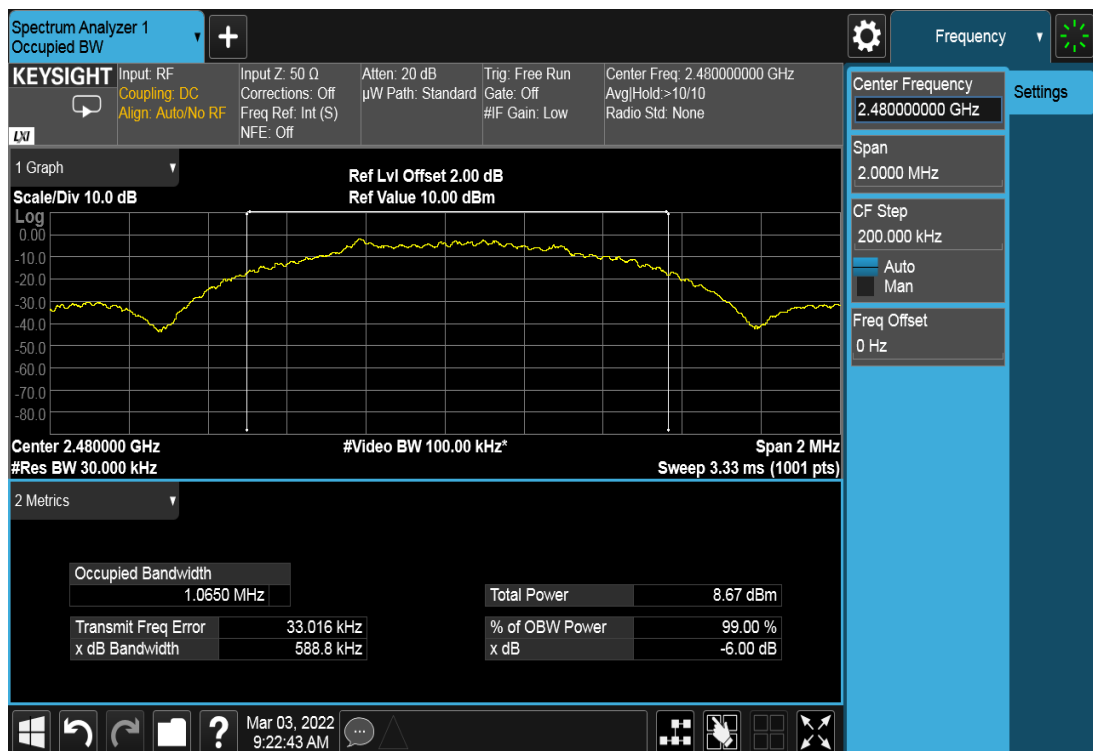 Spectrum Analyzer 1
Occupied BW
+
Frequency
KEYSIGHT
LXI
Input: RF
Coupling: DC
Align: Auto/No RF
Input Z: 50 Ω
Corrections: Off
Freq Ref: Int (S)
NFE: Off
Atten: 20 dB
µW Path: Standard
Trig: Free Run
Gate: Off
#IF Gain: Low
Center Freq: 2.480000000 GHz
Avg|Hold:>10/10
Radio Std: None
Center Frequency
2.480000000 GHz
Settings
Span
2.0000 MHz
CF Step
200.000 kHz
Auto
Man
Freq Offset
0 Hz
1 Graph
Scale/Div 10.0 dB
Ref Lvl Offset 2.00 dB
Ref Value 10.00 dBm
Log
0.00
-10.0
-20.0
-30.0
-40.0
-50.0
-60.0
-70.0
-80.0
Center 2.480000 GHz
#Video BW 100.00 kHz*
Span 2 MHz
#Res BW 30.000 kHz
Sweep 3.33 ms (1001 pts)
2 Metrics
Occupied Bandwidth
1.0650 MHz
Total Power 8.67 dBm
Transmit Freq Error 33.016 kHz
% of OBW Power 99.00 %
x dB Bandwidth 588.8 kHz
x dB -6.00 dB
?
Mar 03, 2022
9:22:43 AM